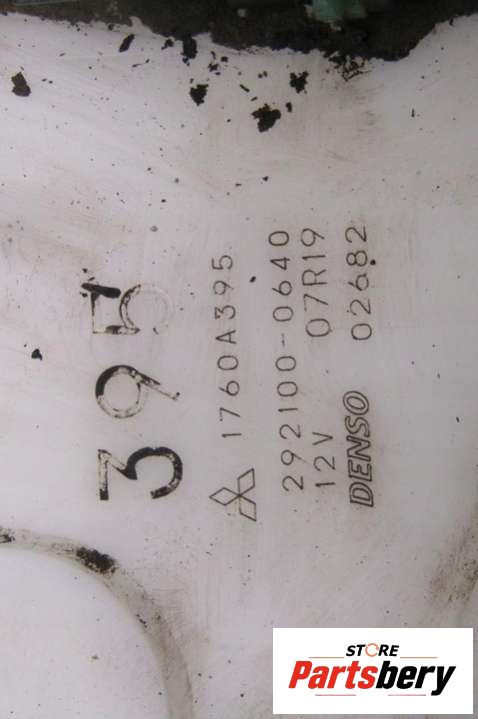 395
1760A395
292100-0640
12V 07R19
DENSO 02682
STORE
Partsbery